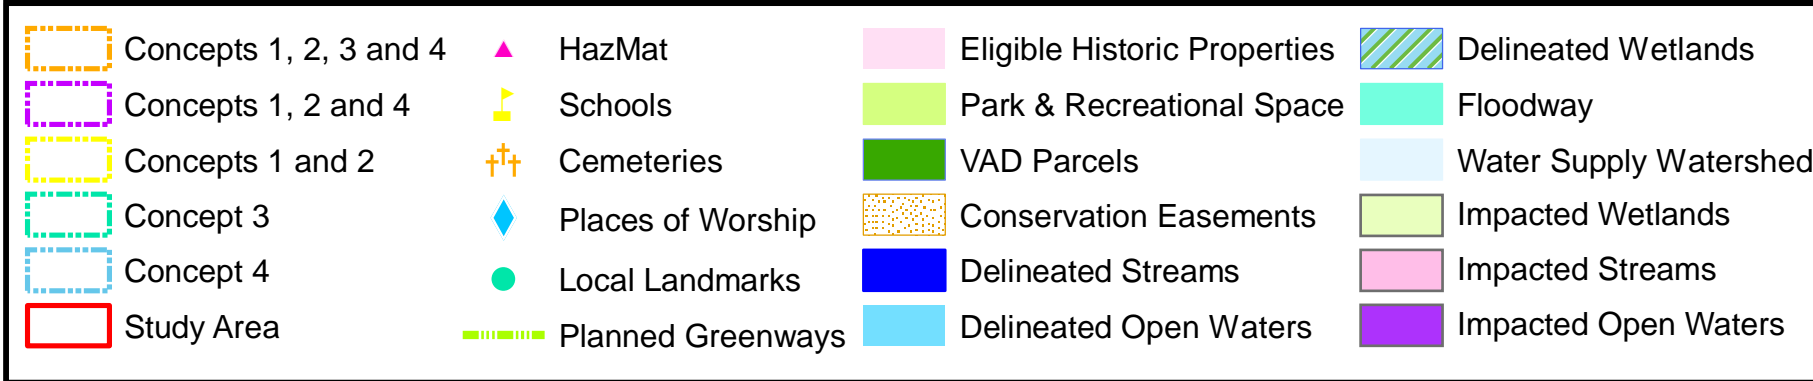 Concepts 1, 2, 3 and 4
Concepts 1, 2 and 4
Concepts 1 and 2
Concept 3
Concept 4
Study Area
HazMat
Schools
Cemeteries
Places of Worship
Local Landmarks
Planned Greenways
Eligible Historic Properties
Park & Recreational Space
VAD Parcels
Conservation Easements
Delineated Streams
Delineated Open Waters
Delineated Wetlands
Floodway
Water Supply Watershed
Impacted Wetlands
Impacted Streams
Impacted Open Waters